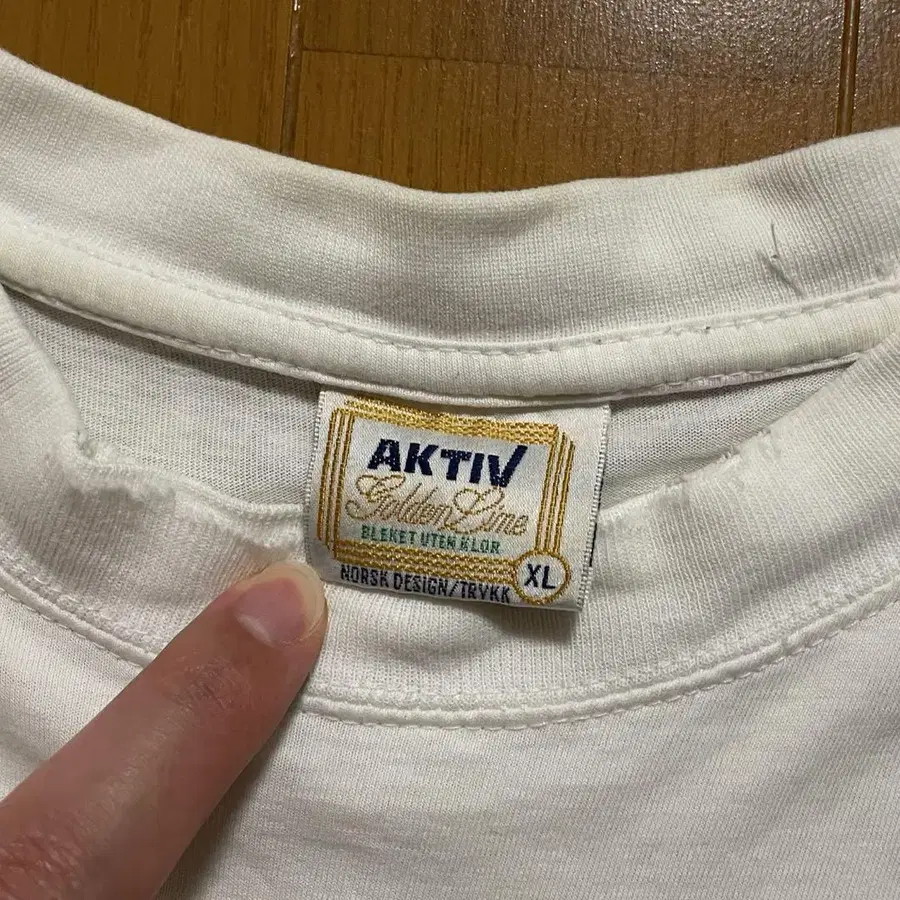 AKTIV
Golden Line
BLEKET UTEN KLOR
NORSK DESIGN/TRYKK
XL